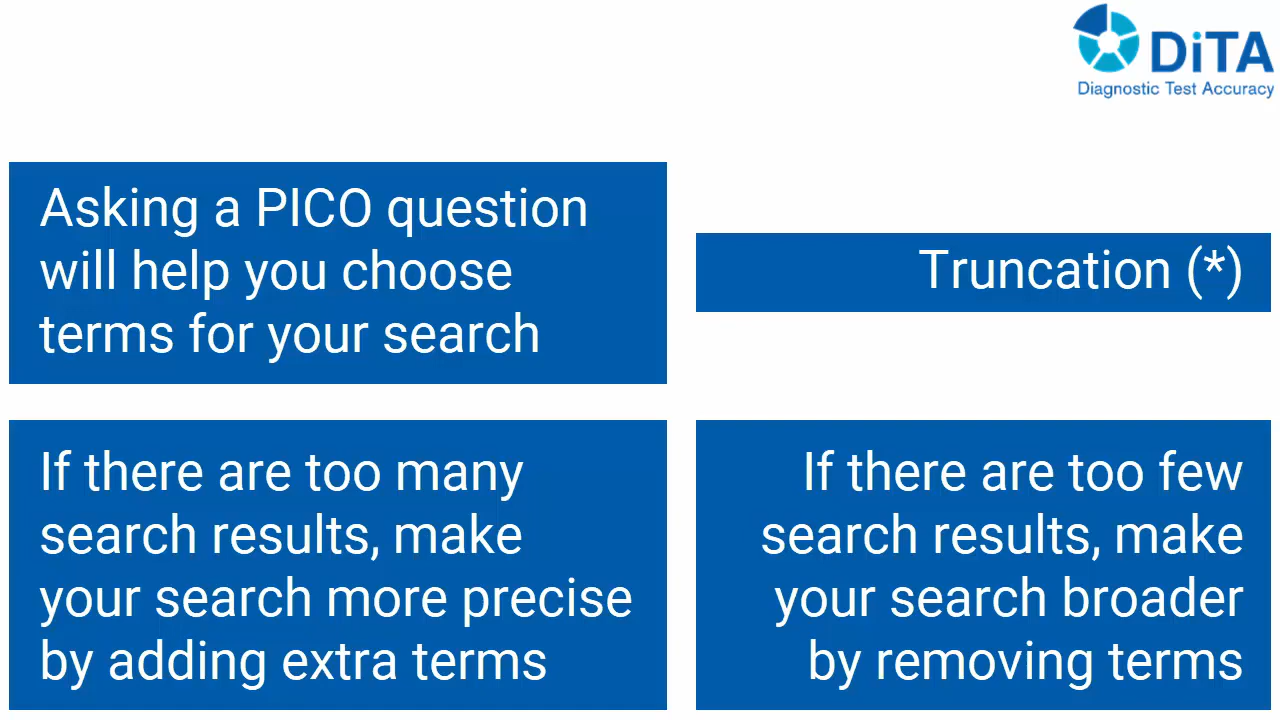 DiTA
Diagnostic Test Accuracy
Asking a PICO question
will help you choose
terms for your search
Truncation (*)
If there are too many
search results, make
your search more precise
by adding extra terms
If there are too few
search results, make
your search broader
by removing terms